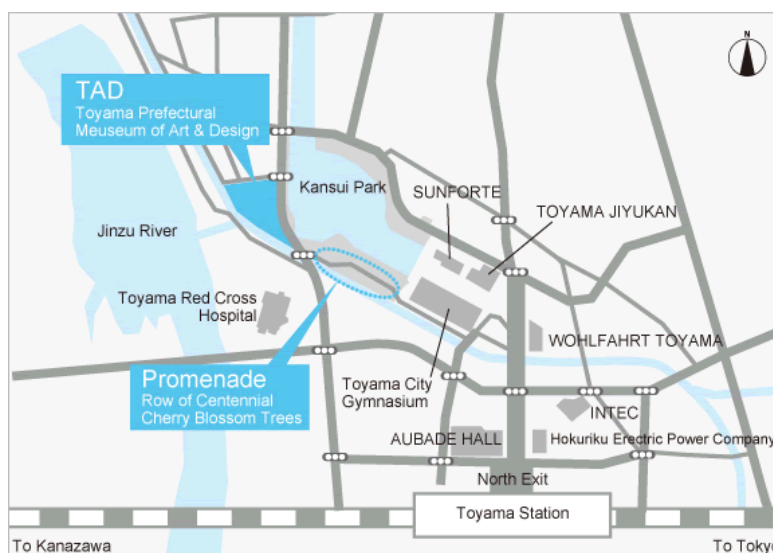 N
TAD
Toyama Prefectural
Meuseum of Art & Design
Kansui Park
SUNFORTE
TOYAMA JIYUKAN
Jinzu River
Toyama Red Cross
Hospital
WOHLFAHRT TOYAMA
Promenade
Row of Centennial
Cherry Blossom Trees
Toyama City
Gymnasium
INTEC
AUBADE HALL
Hokuriku Erectric Power Company
North Exit
Toyama Station
To Kanazawa
To Tokyo